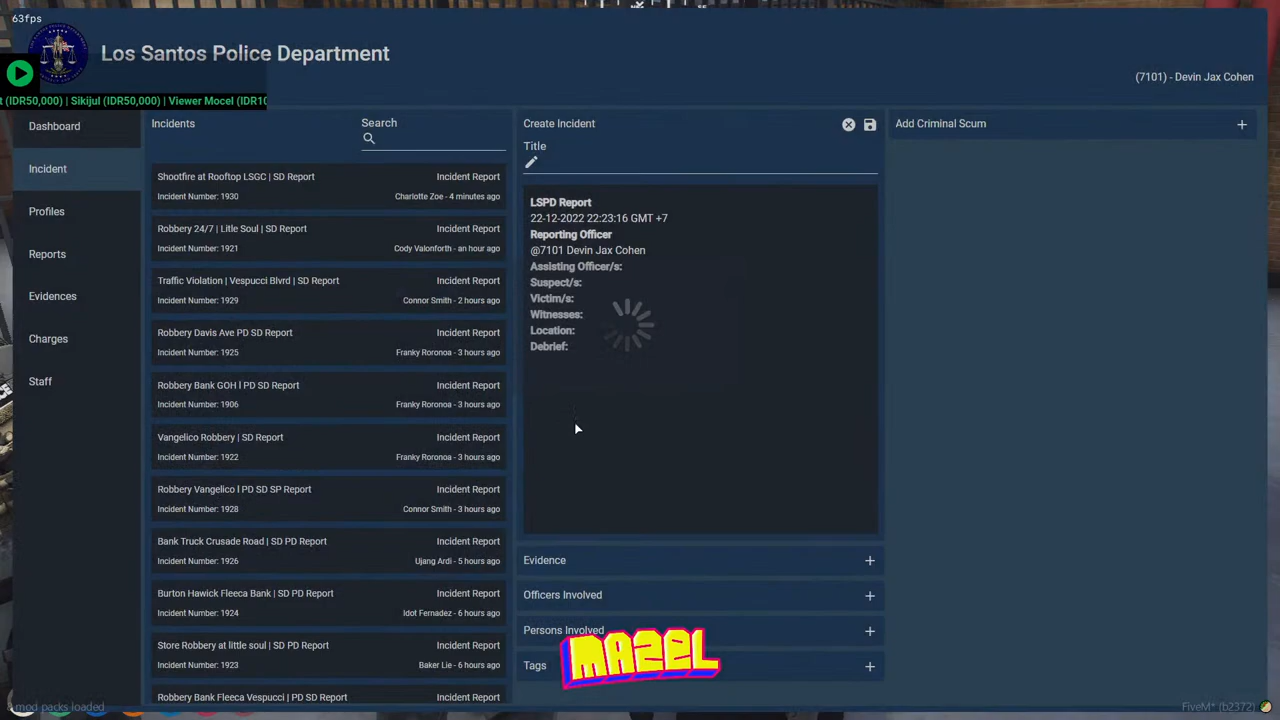 63fps
Los Santos Police Department
(7101) - Devin Jax Cohen
t (IDR50,000) | Sikijul (IDR50,000) | Viewer Mocel (IDR10
Dashboard
Incident
Profiles
Reports
Evidences
Charges
Staff
Incidents
Search
Shootfire at Rooftop LSGC | SD Report
Incident Report
Incident Number: 1930
Charlotte Zoe - 4 minutes ago
Robbery 24/7 | Litle Soul | SD Report
Incident Report
Incident Number: 1921
Cody Valonforth - an hour ago
Traffic Violation | Vespucci Blvrd | SD Report
Incident Report
Incident Number: 1929
Connor Smith - 2 hours ago
Robbery Davis Ave PD SD Report
Incident Report
Incident Number: 1925
Franky Roronoa - 3 hours ago
Robbery Bank GOH l PD SD Report
Incident Report
Incident Number: 1906
Franky Roronoa - 3 hours ago
Vangelico Robbery | SD Report
Incident Report
Incident Number: 1922
Franky Roronoa - 3 hours ago
Robbery Vangelico l PD SD SP Report
Incident Report
Incident Number: 1928
Connor Smith - 3 hours ago
Bank Truck Crusade Road | SD PD Report
Incident Report
Incident Number: 1926
Ujang Ardi - 5 hours ago
Burton Hawick Fleeca Bank | SD PD Report
Incident Report
Incident Number: 1924
Idot Fernadez - 6 hours ago
Store Robbery at little soul | SD PD Report
Incident Report
Incident Number: 1923
Baker Lie - 6 hours ago
Robbery Bank Fleeca Vespucci | PD SD Report
Incident Report
Create Incident
Title
LSPD Report
22-12-2022 22:23:16 GMT +7
Reporting Officer
@7101 Devin Jax Cohen
Assisting Officer/s:
Suspect/s:
Victim/s:
Witnesses:
Location:
Debrief:
Evidence
Officers Involved
Persons Involved
Tags
MAZEL
Add Criminal Scum
mod packs loaded
FiveM* (b2372)